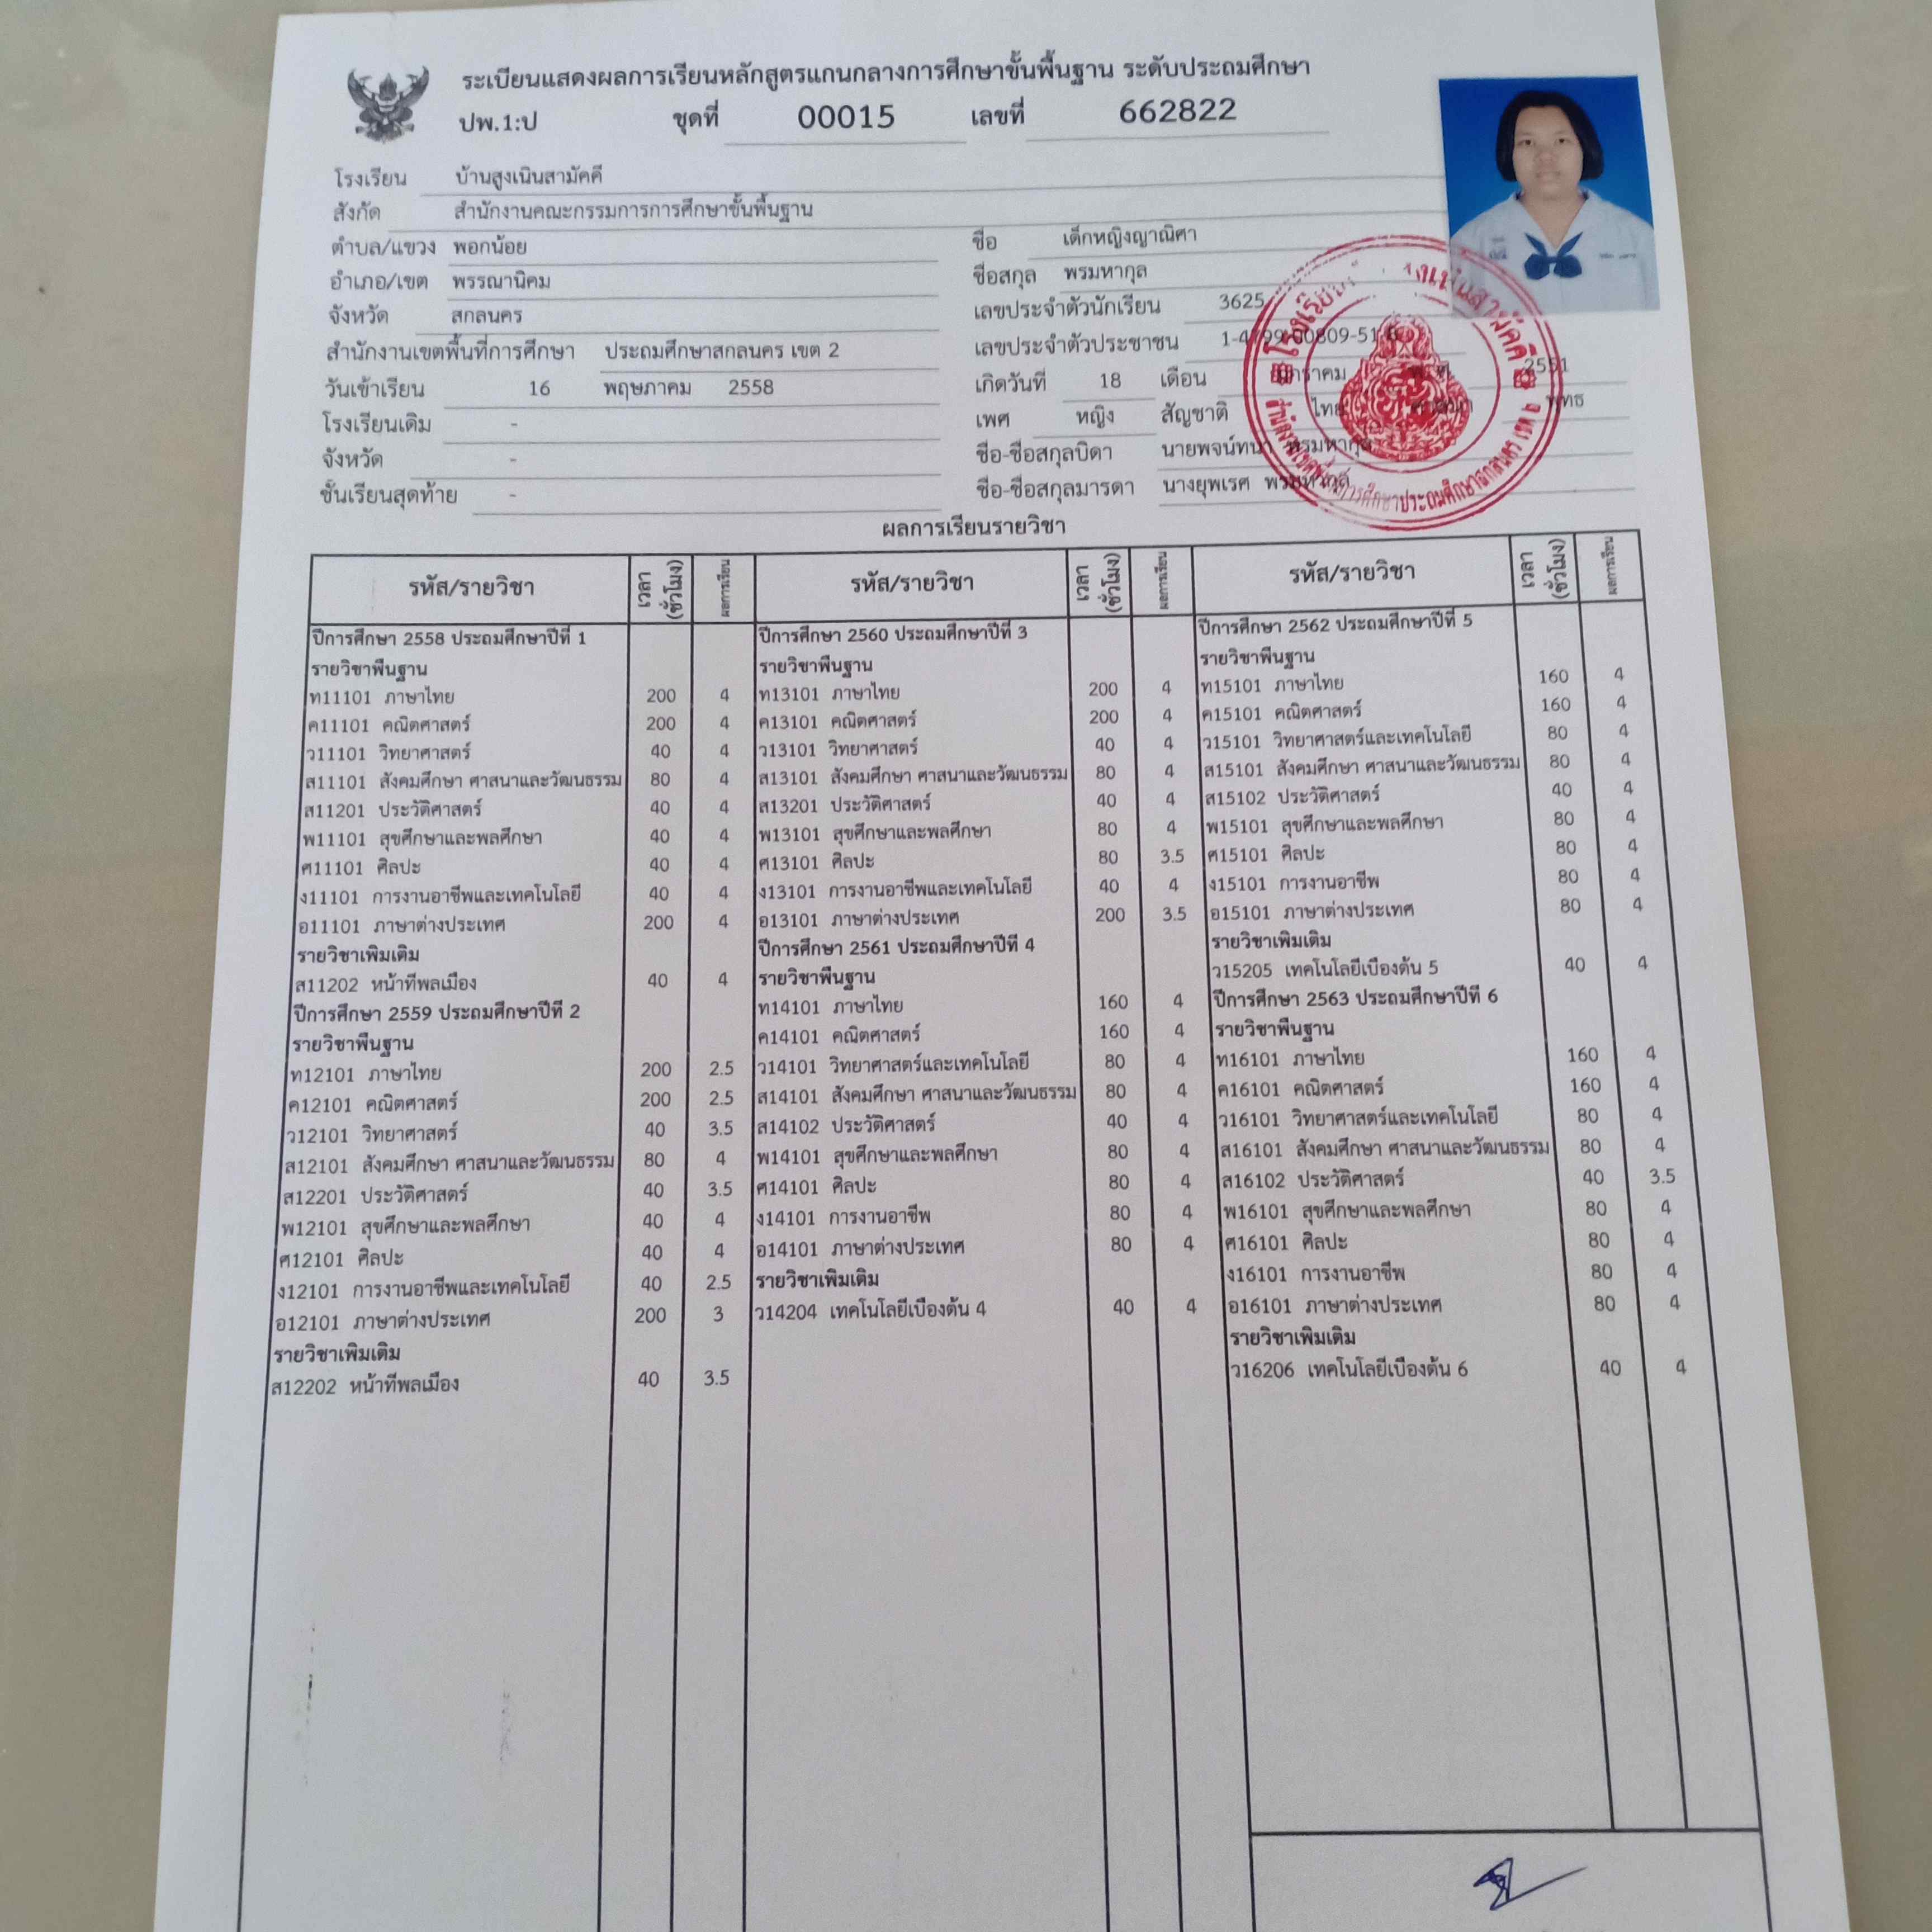 ระเบียนแสดงผลการเรียนหลักสูตรแกนกลางการศึกษาขั้นพื้นฐาน ระดับประถมศึกษา
ปพ.1:ป ชุดที่ 00015 เลขที่ 662822
โรงเรียน บ้านสูงเนินสามัคคี
สังกัด สำนักงานคณะกรรมการการศึกษาขั้นพื้นฐาน
ตำบล/แขวง พอกน้อย
อำเภอ/เขต พรรณานิคม
จังหวัด สกลนคร
สำนักงานเขตพื้นที่การศึกษา ประถมศึกษาสกลนคร เขต 2
วันเข้าเรียน 16 พฤษภาคม 2558
โรงเรียนเดิม -
จังหวัด -
ชั้นเรียนสุดท้าย -
ชื่อ เด็กหญิงญาณิศา
ชื่อสกุล พรมหากุล
เลขประจำตัวนักเรียน 3625
เลขประจำตัวประชาชน
เกิดวันที่ 18 เดือน มกราคม พ.ศ. 2551
เพศ หญิง สัญชาติ ไทย ศาสนา พุทธ
ชื่อ-ชื่อสกุลบิดา นายพจน์ทนา พรมหากุล
ชื่อ-ชื่อสกุลมารดา นางยุพเรศ พรมหากุล
ผลการเรียนรายวิชา
รหัส/รายวิชา เวลา (ชั่วโมง) ผลการเรียน
ปีการศึกษา 2558 ประถมศึกษาปีที่ 1
รายวิชาพื้นฐาน
ท11101 ภาษาไทย 200 4
ค11101 คณิตศาสตร์ 200 4
ว11101 วิทยาศาสตร์ 40 4
ส11101 สังคมศึกษา ศาสนาและวัฒนธรรม 80 4
ส11201 ประวัติศาสตร์ 40 4
พ11101 สุขศึกษาและพลศึกษา 40 4
ศ11101 ศิลปะ 40 4
ง11101 การงานอาชีพและเทคโนโลยี 40 4
อ11101 ภาษาต่างประเทศ 200 4
รายวิชาเพิ่มเติม
ส11202 หน้าที่พลเมือง 40 4
ปีการศึกษา 2559 ประถมศึกษาปีที่ 2
รายวิชาพื้นฐาน
ท12101 ภาษาไทย 200 2.5
ค12101 คณิตศาสตร์ 200 2.5
ว12101 วิทยาศาสตร์ 40 3.5
ส12101 สังคมศึกษา ศาสนาและวัฒนธรรม 80 4
ส12201 ประวัติศาสตร์ 40 3.5
พ12101 สุขศึกษาและพลศึกษา 40 4
ศ12101 ศิลปะ 40 4
ง12101 การงานอาชีพและเทคโนโลยี 40 2.5
อ12101 ภาษาต่างประเทศ 200 3
รายวิชาเพิ่มเติม
ส12202 หน้าที่พลเมือง 40 3.5
รหัส/รายวิชา เวลา (ชั่วโมง) ผลการเรียน
ปีการศึกษา 2560 ประถมศึกษาปีที่ 3
รายวิชาพื้นฐาน
ท13101 ภาษาไทย 200 4
ค13101 คณิตศาสตร์ 200 4
ว13101 วิทยาศาสตร์ 40 4
ส13101 สังคมศึกษา ศาสนาและวัฒนธรรม 80 4
ส13201 ประวัติศาสตร์ 40 4
พ13101 สุขศึกษาและพลศึกษา 80 4
ศ13101 ศิลปะ 80 3.5
ง13101 การงานอาชีพและเทคโนโลยี 40 4
อ13101 ภาษาต่างประเทศ 200 3.5
ปีการศึกษา 2561 ประถมศึกษาปีที่ 4
รายวิชาพื้นฐาน
ท14101 ภาษาไทย 160 4
ค14101 คณิตศาสตร์ 160 4
ว14101 วิทยาศาสตร์และเทคโนโลยี 80 4
ส14101 สังคมศึกษา ศาสนาและวัฒนธรรม 80 4
ส14102 ประวัติศาสตร์ 40 4
พ14101 สุขศึกษาและพลศึกษา 80 4
ศ14101 ศิลปะ 80 4
ง14101 การงานอาชีพ 80 4
อ14101 ภาษาต่างประเทศ 80 4
รายวิชาเพิ่มเติม
ว14204 เทคโนโลยีเบื้องต้น 4 40 4
รหัส/รายวิชา เวลา (ชั่วโมง) ผลการเรียน
ปีการศึกษา 2562 ประถมศึกษาปีที่ 5
รายวิชาพื้นฐาน
ท15101 ภาษาไทย 160 4
ค15101 คณิตศาสตร์ 160 4
ว15101 วิทยาศาสตร์และเทคโนโลยี 80 4
ส15101 สังคมศึกษา ศาสนาและวัฒนธรรม 80 4
ส15102 ประวัติศาสตร์ 40 4
พ15101 สุขศึกษาและพลศึกษา 80 4
ศ15101 ศิลปะ 80 4
ง15101 การงานอาชีพ 80 4
อ15101 ภาษาต่างประเทศ 80 4
รายวิชาเพิ่มเติม
ว15205 เทคโนโลยีเบื้องต้น 5 40 4
ปีการศึกษา 2563 ประถมศึกษาปีที่ 6
รายวิชาพื้นฐาน
ท16101 ภาษาไทย 160 4
ค16101 คณิตศาสตร์ 160 4
ว16101 วิทยาศาสตร์และเทคโนโลยี 80 4
ส16101 สังคมศึกษา ศาสนาและวัฒนธรรม 80 4
ส16102 ประวัติศาสตร์ 40 3.5
พ16101 สุขศึกษาและพลศึกษา 80 4
ศ16101 ศิลปะ 80 4
ง16101 การงานอาชีพ 80 4
อ16101 ภาษาต่างประเทศ 80 4
รายวิชาเพิ่มเติม
ว16206 เทคโนโลยีเบื้องต้น 6 40 4